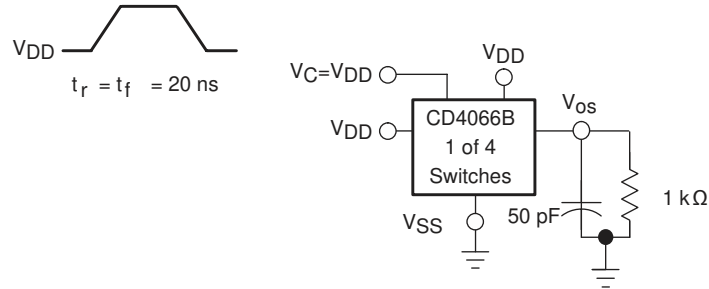 VDD
tr = tf = 20 ns
VC=VDD
VDD
VDD
CD4066B
1 of 4
Switches
Vos
VSS
50 pF
1 kΩ